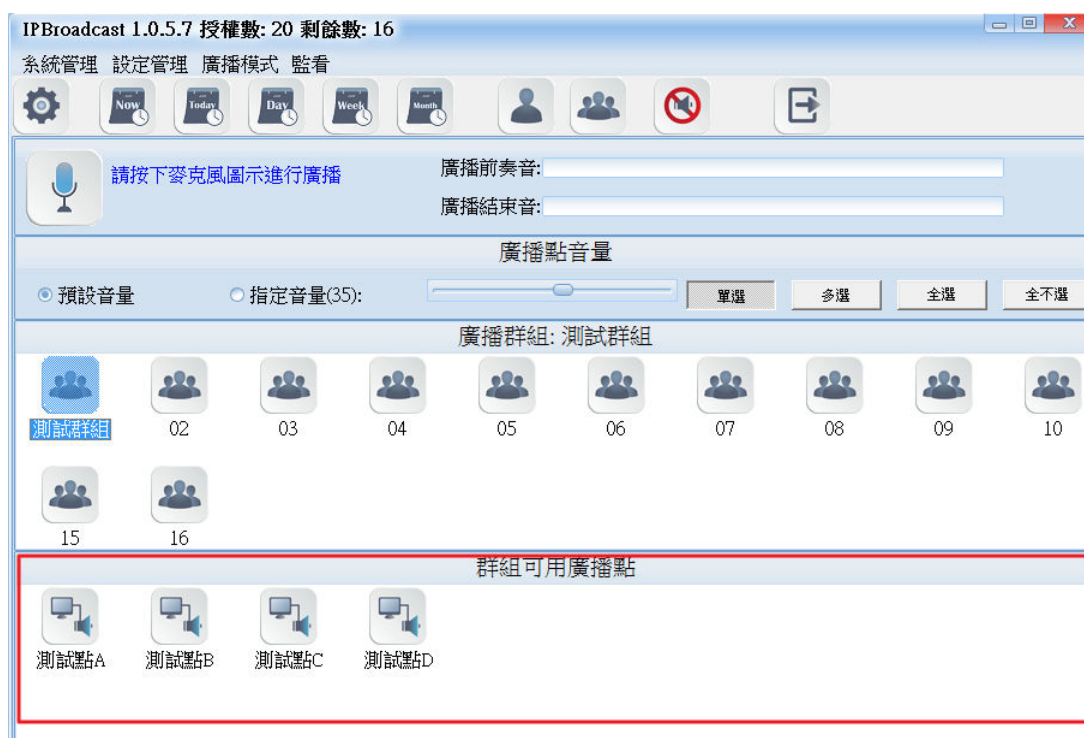 IPBroadcast 1.0.5.7 授權數: 20 剩餘數: 16
系統管理 設定管理 廣播模式 監看
Now Today Day Week Month
請按下麥克風圖示進行廣播
廣播前奏音:
廣播結束音:
廣播點音量
預設音量 指定音量(35): 單選 多選 全選 全不選
廣播群組: 測試群組
測試群組 02 03 04 05 06 07 08 09 10
15 16
群組可用廣播點
測試點A 測試點B 測試點C 測試點D